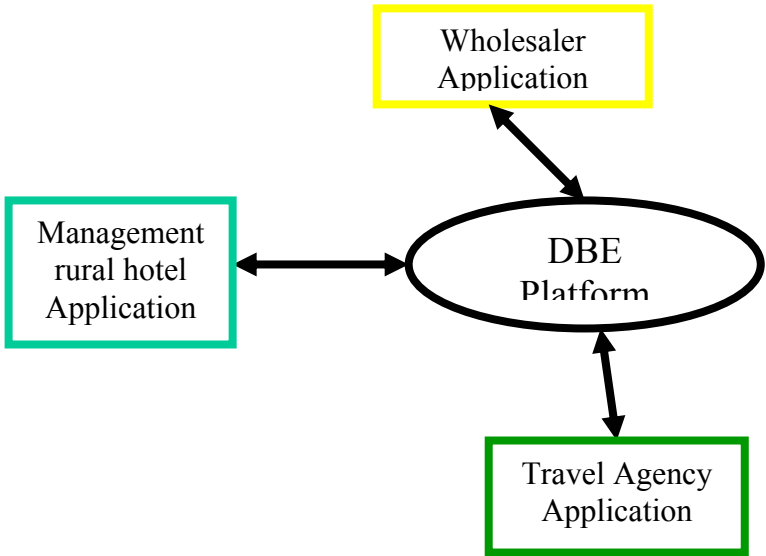 Wholesaler
Application
Management
rural hotel
Application
DBE
Platform
Travel Agency
Application